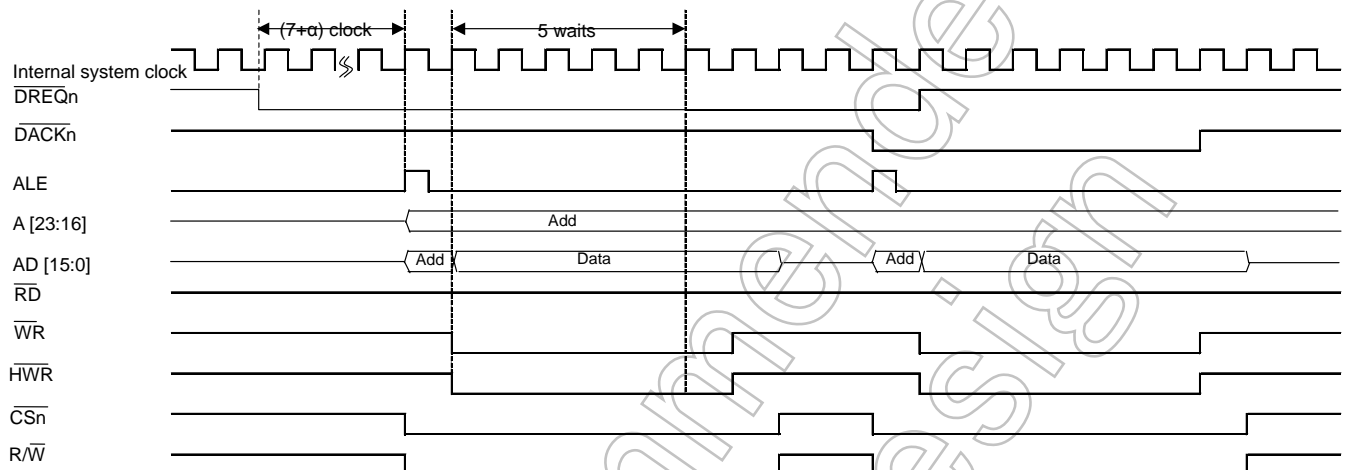 (7+α) clock
5 waits
Internal system clock
DREQn
DACKn
ALE
A [23:16]
Add
AD [15:0]
Add
Data
Add
Data
RD
WR
HWR
CSn
R/W